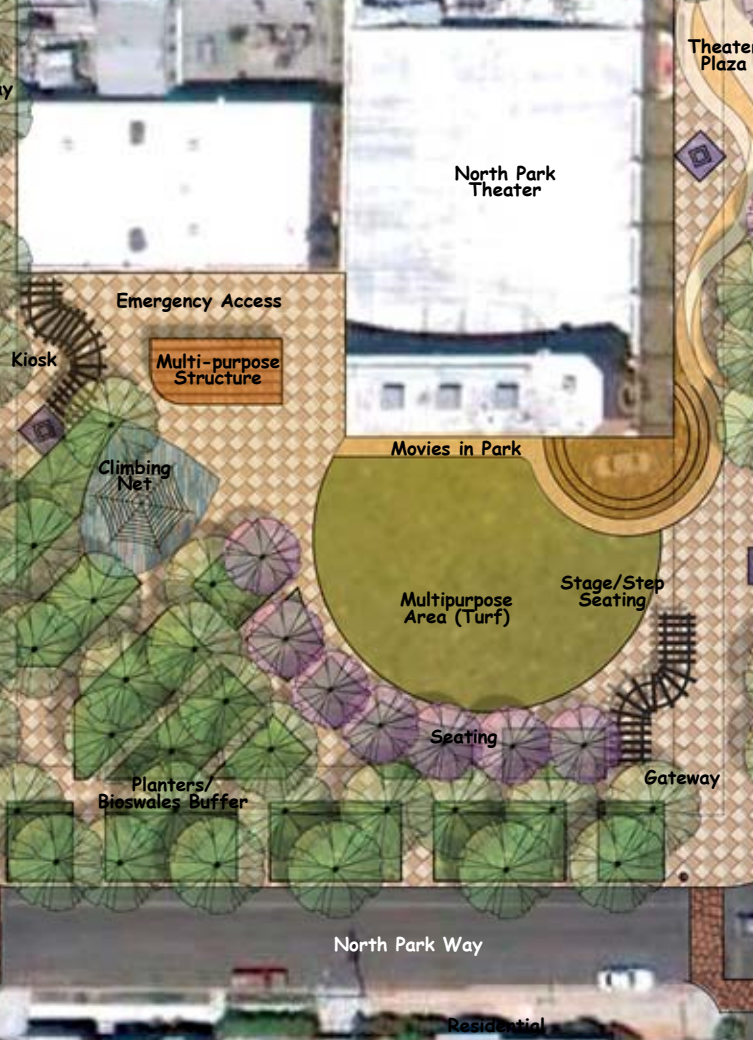 Theater
Plaza
ay
North Park
Theater
Emergency Access
Kiosk
Multi-purpose
Structure
Movies in Park
Climbing
Net
Stage/Step
Seating
Multipurpose
Area (Turf)
Seating
Gateway
Planters/
Bioswales Buffer
North Park Way
Residential